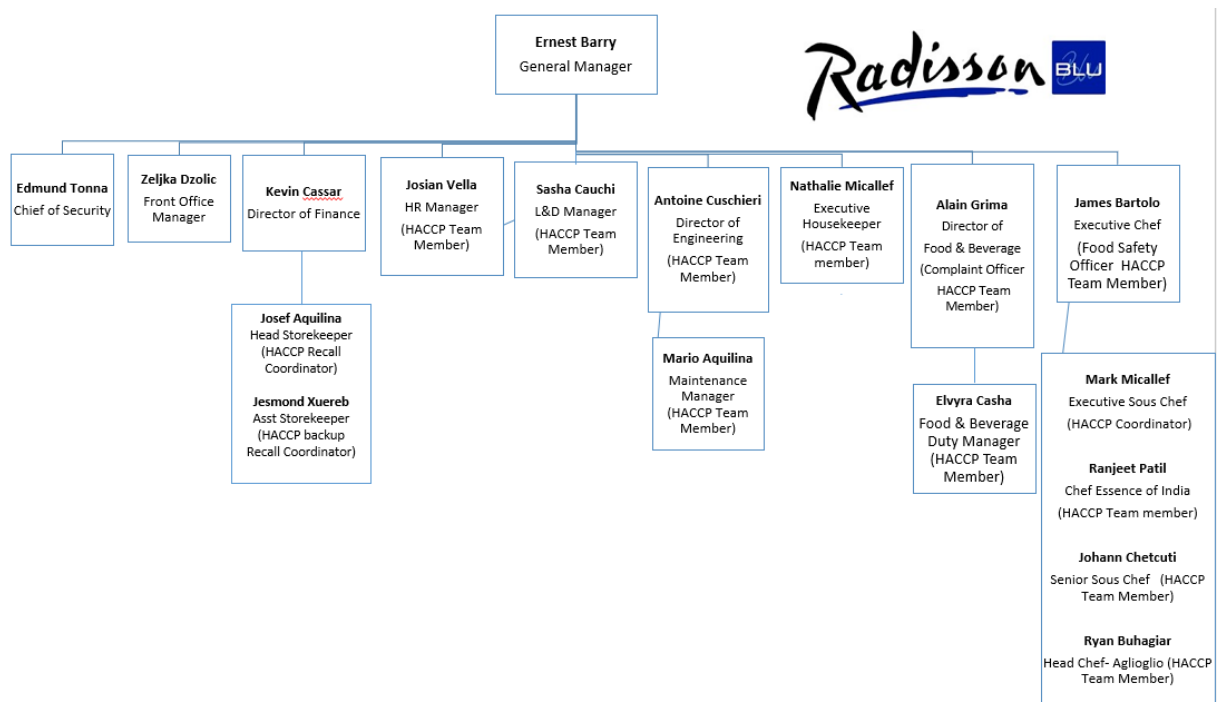 Ernest Barry
General Manager
Radisson
BLU
Edmund Tonna
Chief of Security
Zeljka Dzolic
Front Office
Manager
Kevin Cassar
Director of Finance
Josian Vella
HR Manager
(HACCP Team
Member)
Sasha Cauchi
L&D Manager
(HACCP Team
Member)
Antoine Cuschieri
Director of
Engineering
(HACCP Team
Member)
Nathalie Micallef
Executive
Housekeeper
(HACCP Team
member)
Alain Grima
Director of
Food & Beverage
(Complaint Officer
HACCP Team
Member)
James Bartolo
Executive Chef
(Food Safety
Officer HACCP
Team Member)
Josef Aquilina
Head Storekeeper
(HACCP Recall
Coordinator)
Jesmond Xuereb
Asst Storekeeper
(HACCP backup
Recall Coordinator)
Mario Aquilina
Maintenance
Manager
(HACCP Team
Member)
Elvyra Casha
Food & Beverage
Duty Manager
(HACCP Team
Member)
Mark Micallef
Executive Sous Chef
(HACCP Coordinator)
Ranjeet Patil
Chef Essence of India
(HACCP Team member)
Johann Chetcuti
Senior Sous Chef (HACCP
Team Member)
Ryan Buhagiar
Head Chef- Aglioglio (HACCP
Team Member)